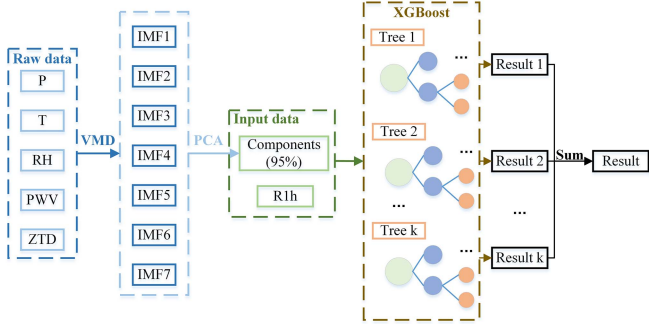 Raw data
P
T
RH
PWV
ZTD
VMD
IMF1
IMF2
IMF3
IMF4
IMF5
IMF6
IMF7
PCA
Input data
Components
(95%)
R1h
XGBoost
Tree 1
...
Tree 2
...
...
Tree k
...
Result 1
Result 2
...
Result k
Sum
Result